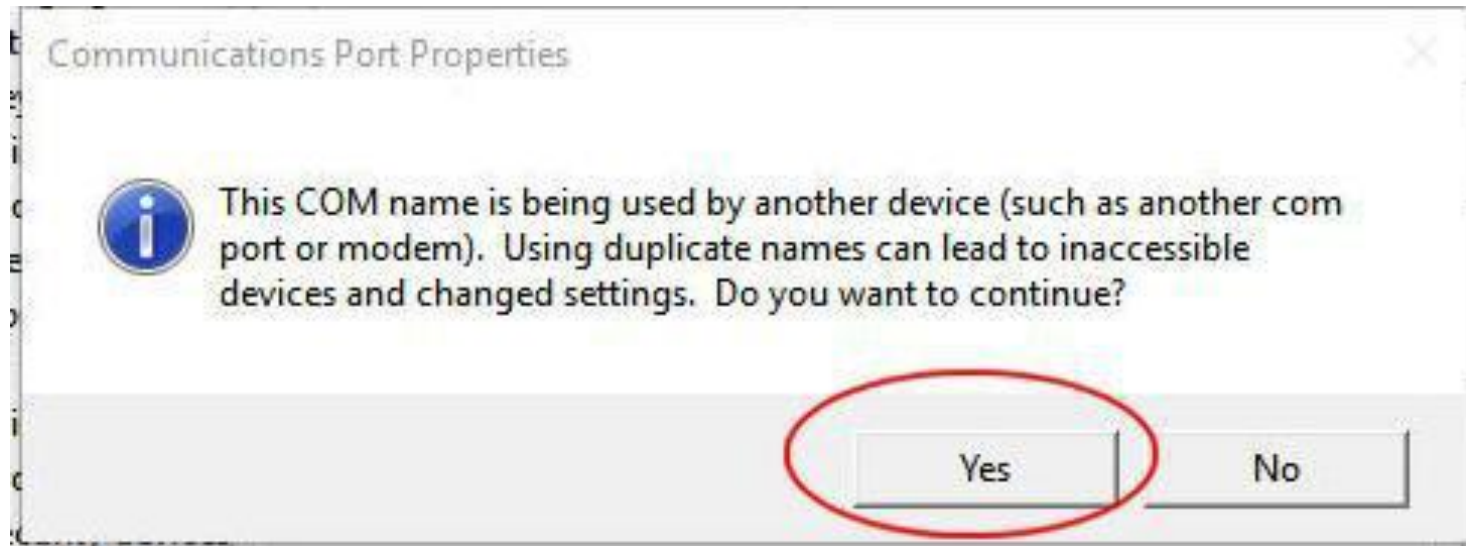 Communications Port Properties
This COM name is being used by another device (such as another com
port or modem).  Using duplicate names can lead to inaccessible
devices and changed settings.  Do you want to continue?
Yes No